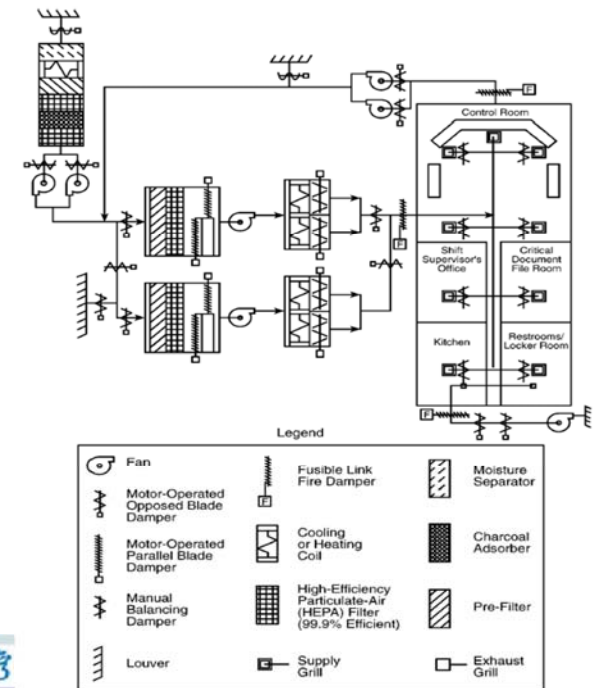 F
Control Room
F
Shift
Supervisor's
Office
Critical
Document
File Room
Kitchen
Restrooms/
Locker Room
F
Legend
Fan
Motor-Operated
Opposed Blade
Damper
Motor-Operated
Parallel Blade
Damper
Manual
Balancing
Damper
Louver
Fusible Link
Fire Damper
F
Cooling
or Heating
Coil
High-Efficiency
Particulate-Air
(HEPA) Filter
(99.9% Efficient)
Supply
Grill
Moisture
Separator
Charcoal
Adsorber
Pre-Filter
Exhaust
Grill